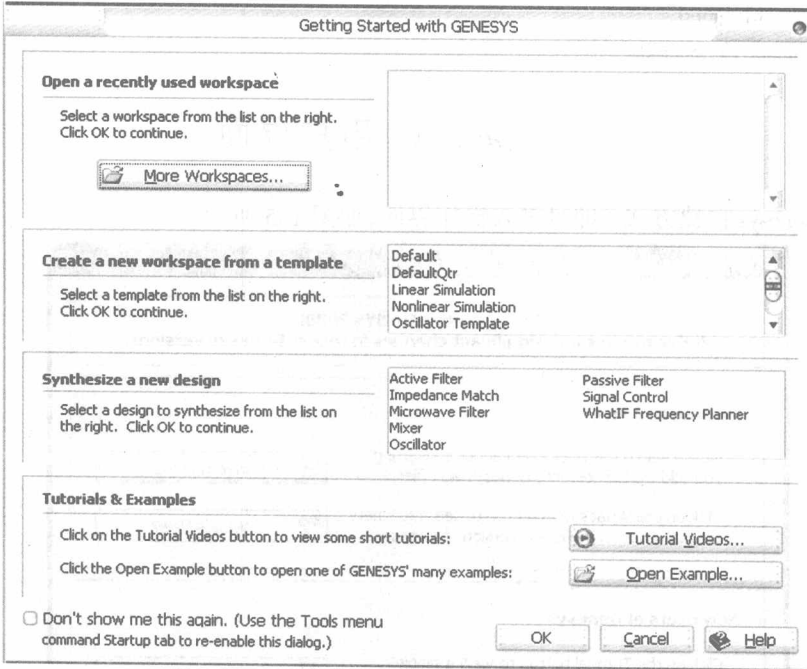 Getting Started with GENESYS
Open a recently used workspace
Select a workspace from the list on the right.
Click OK to continue.
More Workspaces...
Create a new workspace from a template
Select a template from the list on the right.
Click OK to continue.
Default
DefaultQtr
Linear Simulation
Nonlinear Simulation
Oscillator Template
Synthesize a new design
Select a design to synthesize from the list on
the right. Click OK to continue.
Active Filter
Impedance Match
Microwave Filter
Mixer
Oscillator
Passive Filter
Signal Control
WhatIF Frequency Planner
Tutorials & Examples
Click on the Tutorial Videos button to view some short tutorials:
Tutorial Videos...
Click the Open Example button to open one of GENESYS' many examples:
Open Example...
Don't show me this again. (Use the Tools menu
command Startup tab to re-enable this dialog.)
OK
Cancel
Help